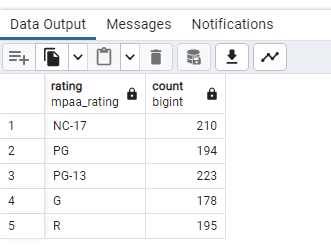 Data Output Messages Notifications
rating count
mpaa_rating bigint
1 NC-17 210
2 PG 194
3 PG-13 223
4 G 178
5 R 195